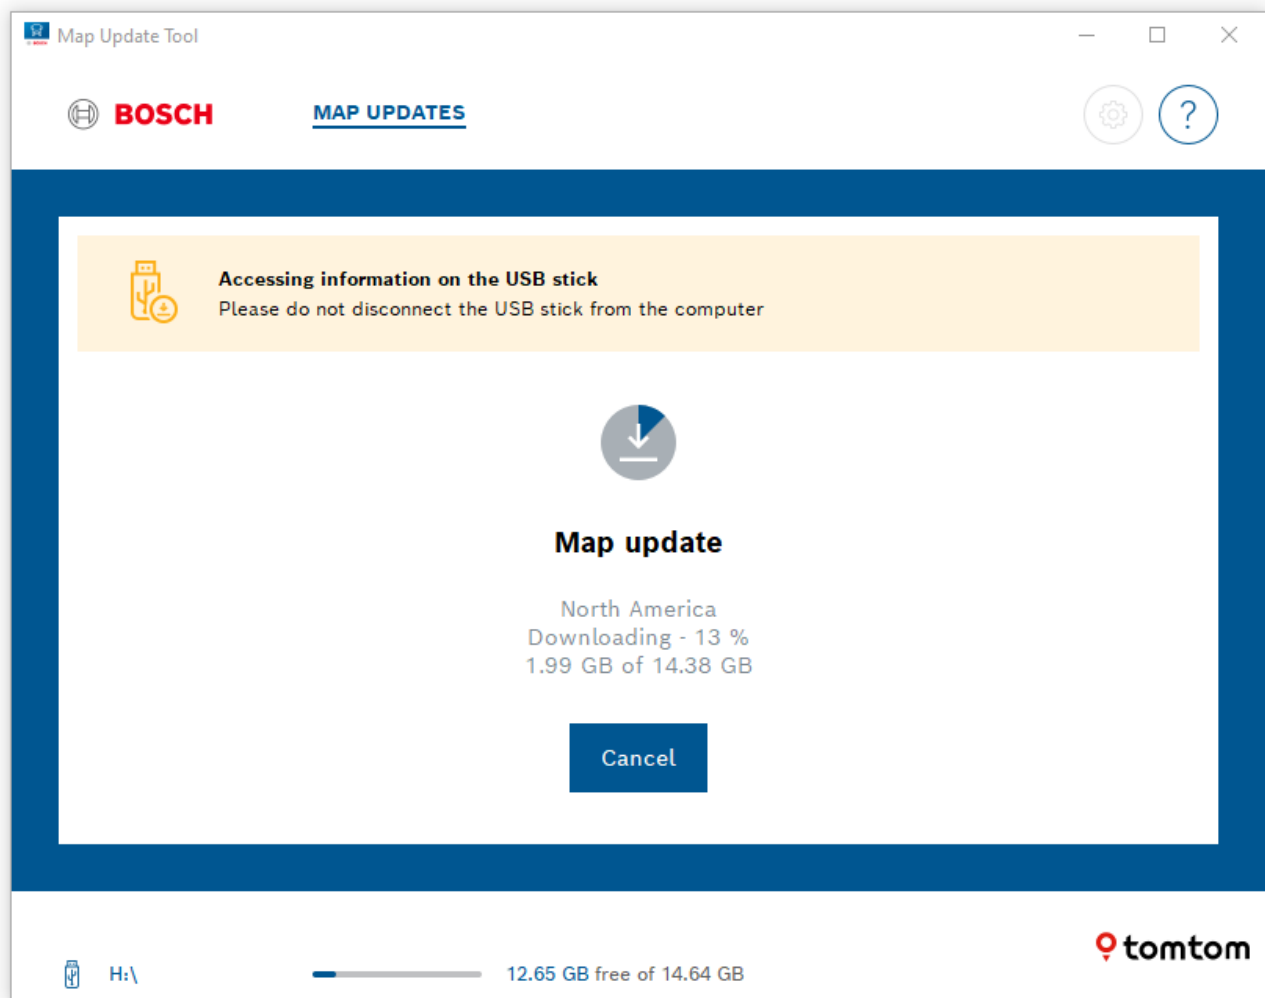 Map Update Tool
BOSCH
MAP UPDATES
?
Accessing information on the USB stick
Please do not disconnect the USB stick from the computer
Map update
North America
Downloading - 13 %
1.99 GB of 14.38 GB
Cancel
tomtom
H:\
12.65 GB free of 14.64 GB